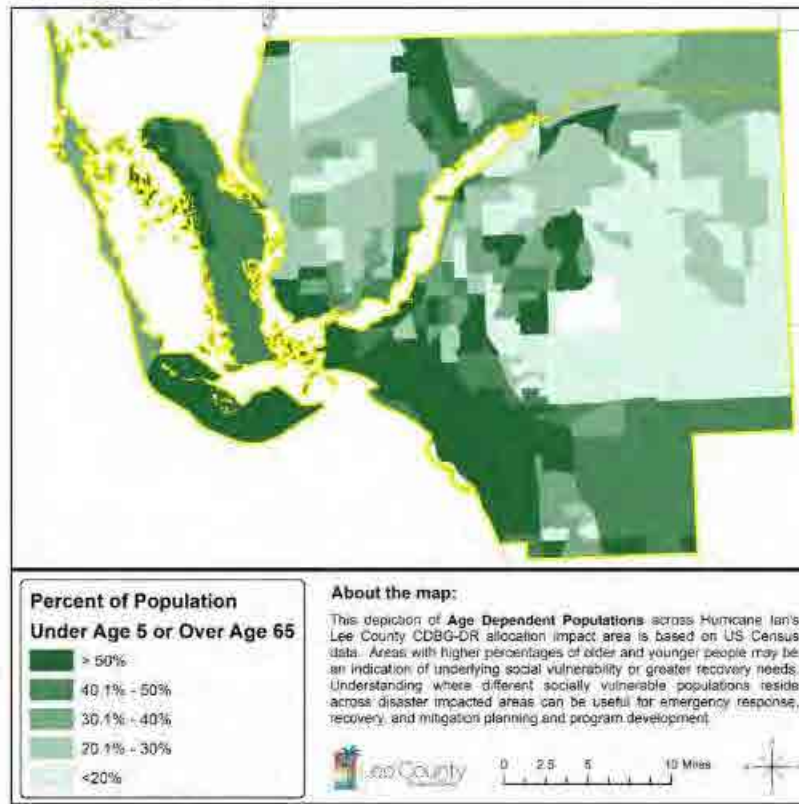 Percent of Population
Under Age 5 or Over Age 65
> 50%
40.1% - 50%
30.1% - 40%
20.1% - 30%
<20%
About the map:
This depiction of Age Dependent Populations across Hurricane Ian's
Lee County CDBG-DR allocation impact area is based on US Census
data. Areas with higher percentages of older and younger people may be
an indication of underlying social vulnerability or greater recovery needs.
Understanding where different socially vulnerable populations reside
across disaster impacted areas can be useful for emergency response,
recovery, and mitigation planning and program development
Lee County
0 2.5 5 10 Miles